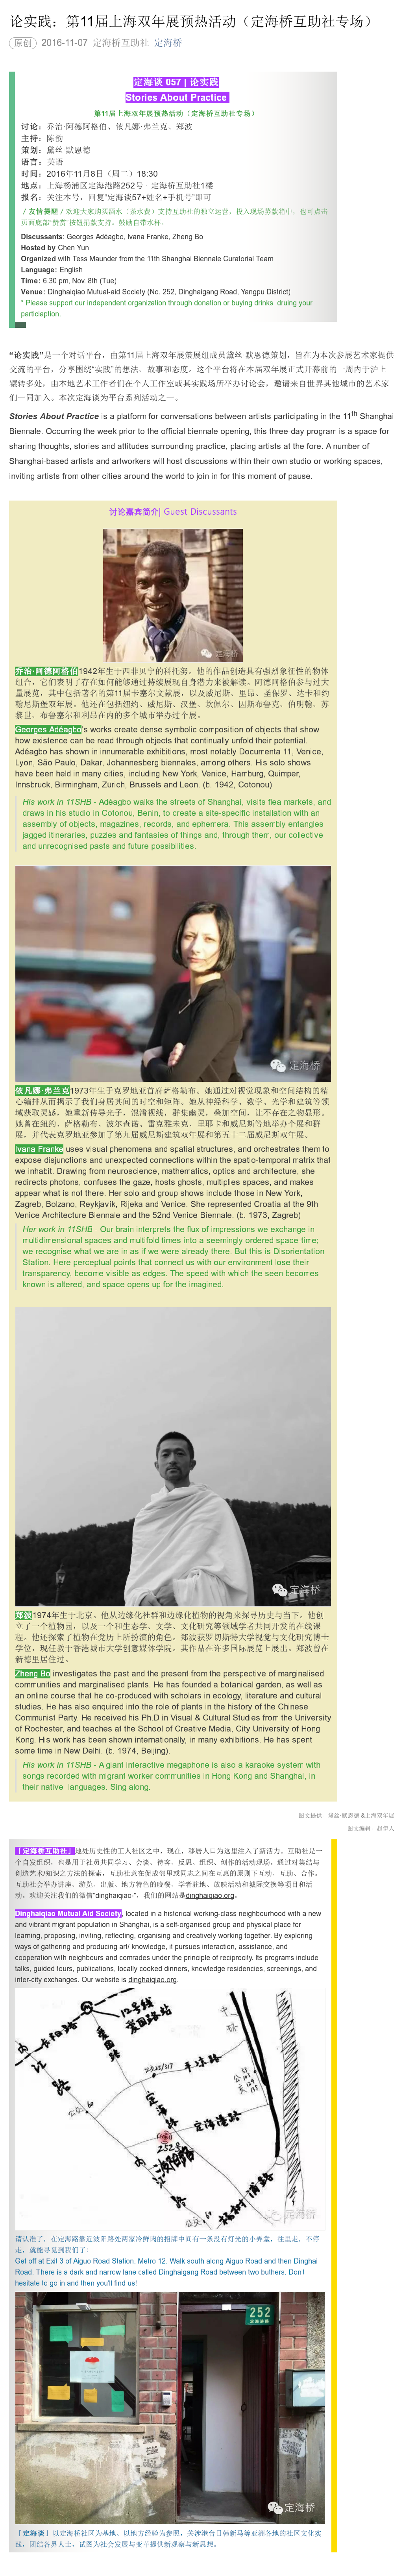 论实践：第11届上海双年展预热活动（定海桥互助社专场）
原创 2016-11-07 定海桥互助社 定海桥
定海谈 057 | 论实践
Stories About Practice
第11届上海双年展预热活动（定海桥互助社专场）
讨论：乔治·阿德阿格伯、依凡娜·弗兰克、郑波
主持：陈韵
策划：黛丝 默恩德
语言：英语
时间：2016年11月8日（周二）18:30
地点：上海杨浦区定海港路252号 定海桥互助社1楼
报名：关注本号，回复“定海谈57+姓名+手机号”即可
/ 友情提醒 / 欢迎大家购买酒水（茶水费）支持互助社的独立运营，投入现场募款箱中，也可点击
页面底部“赞赏”按钮捐款支持。鼓励自带水杯。
Discussants: Georges Adéagbo, Ivana Franke, Zheng Bo
Hosted by Chen Yun
Organized with Tess Maunder from the 11th Shanghai Biennale Curatorial Team
Language: English
Time: 6.30 pm, Nov. 8th (Tue)
Venue: Dinghaiqiao Mutual-aid Society (No. 252, Dinghaigang Road, Yangpu District)
* Please support our independent organization through donation or buying drinks druing your
particiaption.
“论实践”是一个对话平台，由第11届上海双年展策展组成员黛丝 默恩德策划，旨在为本次参展艺术家提供
交流的平台，分享围绕“实践”的想法、故事和态度。这个平台将在本届双年展正式开幕前的一周内于沪上
辗转多处，由本地艺术工作者们在个人工作室或其实践场所举办讨论会，邀请来自世界其他城市的艺术家
们一同加入。本次定海谈为平台系列活动之一。
Stories About Practice is a platform for conversations between artists participating in the 11th Shanghai
Biennale. Occurring the week prior to the official biennale opening, this three-day program is a space for
sharing thoughts, stories and attitudes surrounding practice, placing artists at the fore. A number of
Shanghai-based artists and artworkers will host discussions within their own studio or working spaces,
inviting artists from other cities around the world to join in for this moment of pause.
讨论嘉宾简介| Guest Discussants
定海桥
乔治·阿德阿格伯1942年生于西非贝宁的科托努。他的作品创造具有强烈象征性的物体
组合，它们表明了存在如何能够通过持续展现自身潜力来被解读。阿德阿格伯参与过大
量展览，其中包括著名的第11届卡塞尔文献展，以及威尼斯、里昂、圣保罗、达卡和约
翰尼斯堡双年展。他还在包括纽约、威尼斯、汉堡、坎佩尔、因斯布鲁克、伯明翰、苏
黎世、布鲁塞尔和利昂在内的多个城市举办过个展。
Georges Adéagbo's works create dense symbolic composition of objects that show
how existence can be read through objects that continually unfold their potential.
Adéagbo has shown in innumerable exhibitions, most notably Documenta 11, Venice,
Lyon, São Paulo, Dakar, Johannesberg biennales, among others. His solo shows
have been held in many cities, including New York, Venice, Hamburg, Quimper,
Innsbruck, Birmingham, Zürich, Brussels and Leon. (b. 1942, Cotonou)
His work in 11SHB - Adéagbo walks the streets of Shanghai, visits flea markets, and
draws in his studio in Cotonou, Benin, to create a site-specific installation with an
assembly of objects, magazines, records, and ephemera. This assembly entangles
jagged itineraries, puzzles and fantasies of things and, through them, our collective
and unrecognised pasts and future possibilities.
定海桥
依凡娜·弗兰克1973年生于克罗地亚首府萨格勒布。她通过对视觉现象和空间结构的精
心编排从而揭示了我们身居其间的时空和矩阵。她从神经科学、数学、光学和建筑等领
域获取灵感，她重新传导光子，混淆视线，群集幽灵，叠加空间，让不存在之物显形。
她曾在纽约、萨格勒布、波尔查诺、雷克雅未克、里耶卡和威尼斯等地举办个展和群
展，并代表克罗地亚参加了第九届威尼斯建筑双年展和第五十二届威尼斯双年展。
Ivana Franke uses visual phenomena and spatial structures, and orchestrates them to
expose disjunctions and unexpected connections within the spatio-temporal matrix that
we inhabit. Drawing from neuroscience, mathematics, optics and architecture, she
redirects photons, confuses the gaze, hosts ghosts, multiplies spaces, and makes
appear what is not there. Her solo and group shows include those in New York,
Zagreb, Bolzano, Reykjavik, Rijeka and Venice. She represented Croatia at the 9th
Venice Architecture Biennale and the 52nd Venice Biennale. (b. 1973, Zagreb)
Her work in 11SHB - Our brain interprets the flux of impressions we exchange in
multidimensional spaces and multifold times into a seemingly ordered space-time;
we recognise what we are in as if we were already there. But this is Disorientation
Station. Here perceptual points that connect us with our environment lose their
transparency, become visible as edges. The speed with which the seen becomes
known is altered, and space opens up for the imagined.
定海桥
郑波1974年生于北京。他从边缘化社群和边缘化植物的视角来探寻历史与当下。他创
立了一个植物园，以及一个和生态学、文学、文化研究等领域学者共同开发的在线课
程。他还探索了植物在党历上所扮演的角色。郑波获罗切斯特大学视觉与文化研究博士
学位，现任教于香港城市大学创意媒体学院。其作品在许多国际展览上展出。郑波曾在
新德里居住过。
Zheng Bo investigates the past and the present from the perspective of marginalised
communities and marginalised plants. He has founded a botanical garden, as well as
an online course that he co-produced with scholars in ecology, literature and cultural
studies. He has also enquired into the role of plants in the history of the Chinese
Communist Party. He received his Ph.D in Visual & Cultural Studies from the University
of Rochester, and teaches at the School of Creative Media, City University of Hong
Kong. His work has been shown internationally, in many exhibitions. He has spent
some time in New Delhi. (b. 1974, Beijing).
His work in 11SHB - A giant interactive megaphone is also a karaoke system with
songs recorded with migrant worker communities in Hong Kong and Shanghai, in
their native languages. Sing along.
图文提供 黛丝 默恩德 &上海双年展
图文编辑 赵伊人
「定海桥互助社」地处历史性的工人社区之中，现在，移居人口为这里注入了新活力。互助社是一
个自发组织，也是用于社员共同学习、会谈、待客、反思、组织、创作的活动现场。通过对集结与
创造艺术/知识之方法的探索，互助社意在促成邻里或同志之间在互惠的原则下互动、互助、合作。
互助社会举办讲座、游览、出版、地方特色的晚餐、学者驻地、放映活动和城际交换等项目和活
动。欢迎关注我们的微信"dinghaiqiao-"，我们的网站是dinghaiqiao.org。
Dinghaiqiao Mutual Aid Society, located in a historical working-class neighbourhood with a new
and vibrant migrant population in Shanghai, is a self-organised group and physical place for
learning, proposing, inviting, reflecting, organising and creatively working together. By exploring
ways of gathering and producing art/ knowledge, it pursues interaction, assistance, and
cooperation with neighbours and comrades under the principle of reciprocity. Its programs include
talks, guided tours, publications, locally cooked dinners, knowledge residencies, screenings, and
inter-city exchanges. Our website is dinghaiqiao.org.
12号线
爱国路站
平凉路
定海路
定海港路
252号
定海桥
请认准了，在定海路靠近波阳路处两家冷鲜肉的招牌中间有一条没有灯光的小弄堂，往里走，不停
走，就能寻觅到我们了
Get off at Exit 3 of Aiguo Road Station, Metro 12. Walk south along Aiguo Road and then Dinghai
Road. There is a dark and narrow lane called Dinghaigang Road between two buthers. Don't
hesitate to go in and then you'll find us!
252
定海桥
「定海谈」以定海桥社区为基地、以地方经验为参照，关涉港台日韩新马等亚洲各地的社区文化实
践，团结各界人士，试图为社会发展与变革提供新观察与新思想。